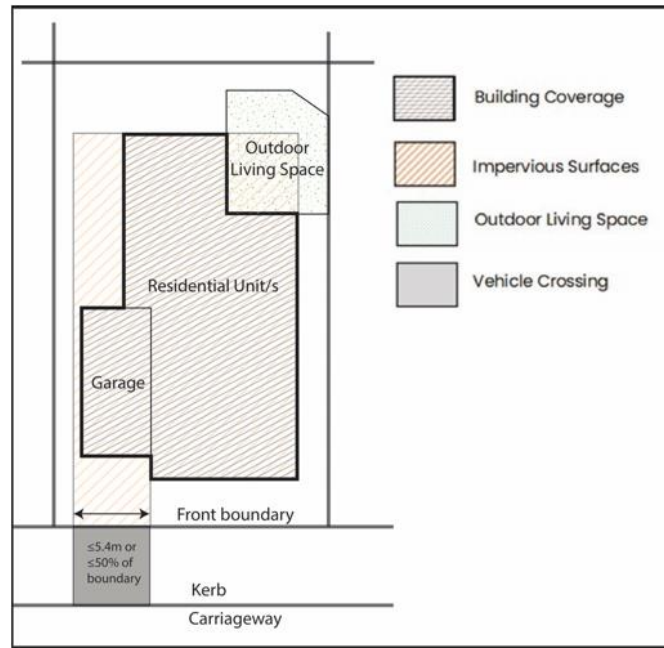 Outdoor
Living Space
Residential Unit/s
Garage
Front boundary
≤5.4m or
≤50% of
boundary
Kerb
Carriageway
Building Coverage
Impervious Surfaces
Outdoor Living Space
Vehicle Crossing